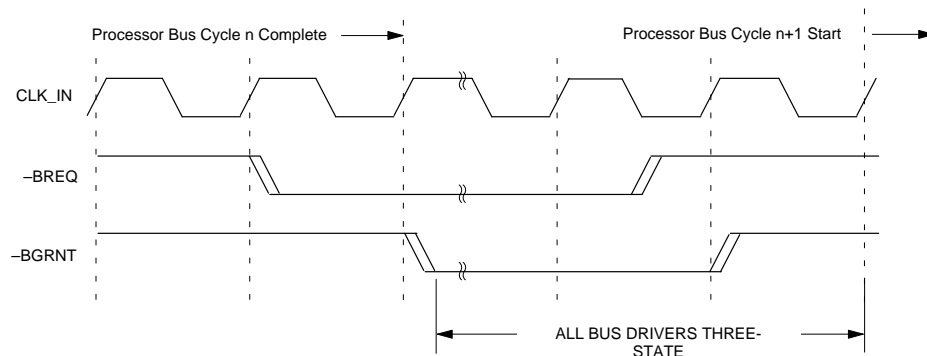 Processor Bus Cycle n Complete
Processor Bus Cycle n+1 Start
CLK_IN
–BREQ
–BGRNT
ALL BUS DRIVERS THREE-
STATE